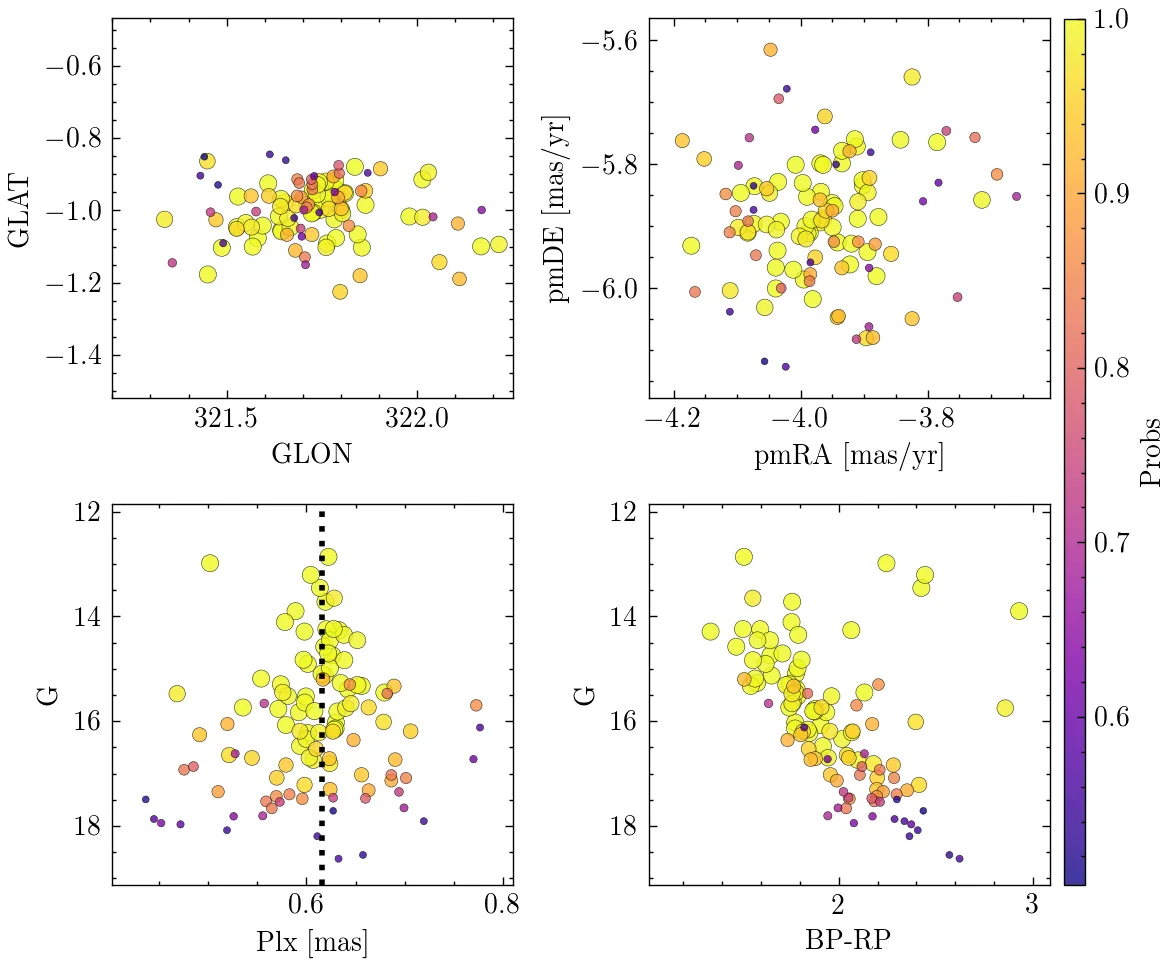 −0.6
−0.8
−1.0
−1.2
−1.4
GLAT
321.5 322.0
GLON
−5.6
−5.8
−6.0
pmDE [mas/yr]
−4.2 −4.0 −3.8
pmRA [mas/yr]
1.0
0.9
0.8
0.7
0.6
Probs
12
14
16
18
G
0.6 0.8
Plx [mas]
12
14
16
18
G
2 3
BP-RP